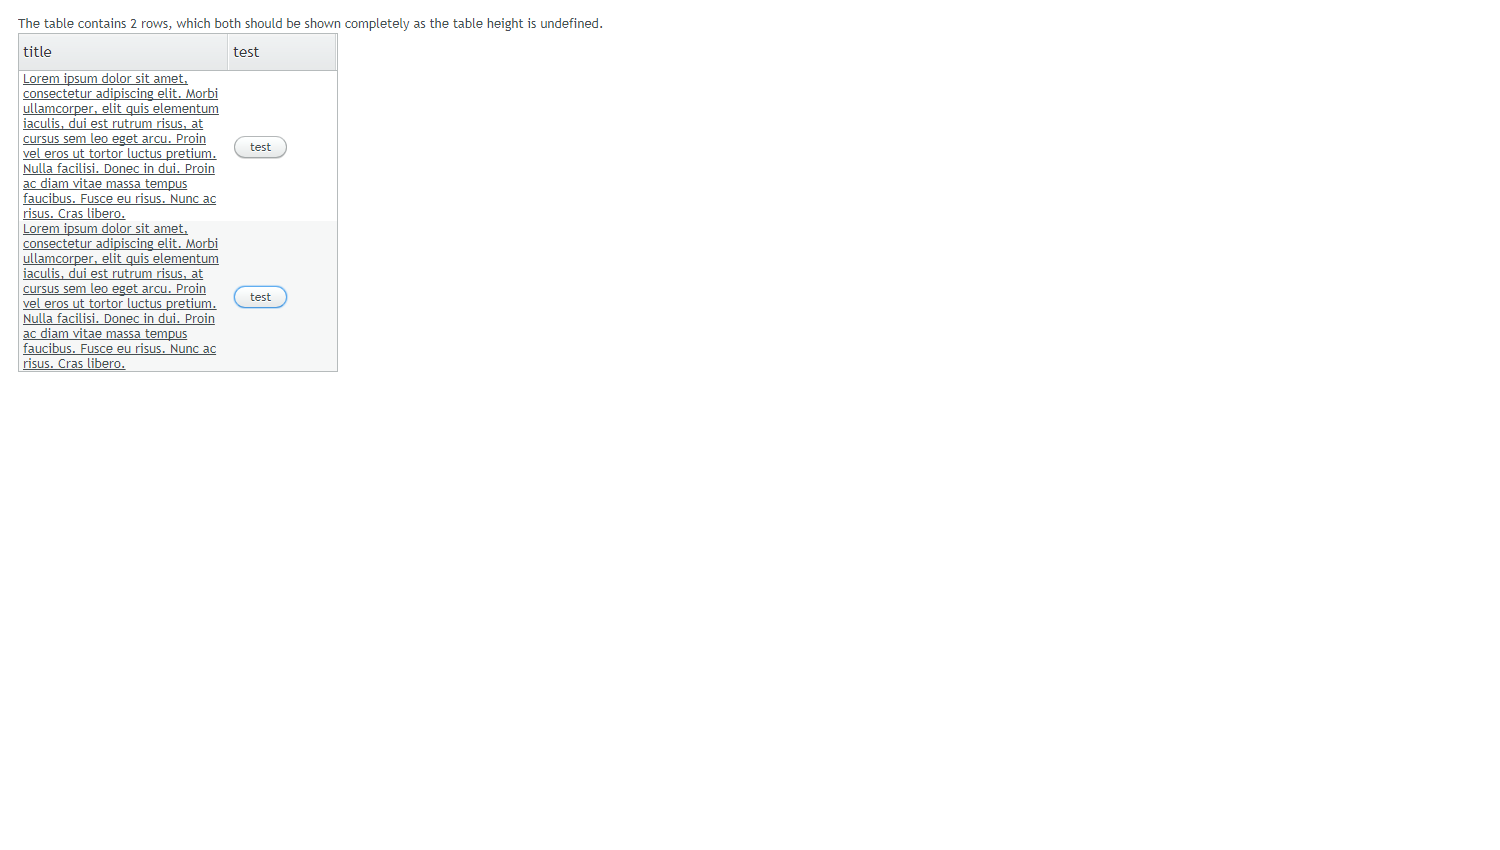 The table contains 2 rows, which both should be shown completely as the table height is undefined.
title
test
Lorem ipsum dolor sit amet,
consectetur adipiscing elit. Morbi
ullamcorper, elit quis elementum
iaculis, dui est rutrum risus, at
cursus sem leo eget arcu. Proin
vel eros ut tortor luctus pretium.
Nulla facilisi. Donec in dui. Proin
ac diam vitae massa tempus
faucibus. Fusce eu risus. Nunc ac
risus. Cras libero.
test
Lorem ipsum dolor sit amet,
consectetur adipiscing elit. Morbi
ullamcorper, elit quis elementum
iaculis, dui est rutrum risus, at
cursus sem leo eget arcu. Proin
vel eros ut tortor luctus pretium.
Nulla facilisi. Donec in dui. Proin
ac diam vitae massa tempus
faucibus. Fusce eu risus. Nunc ac
risus. Cras libero.
test